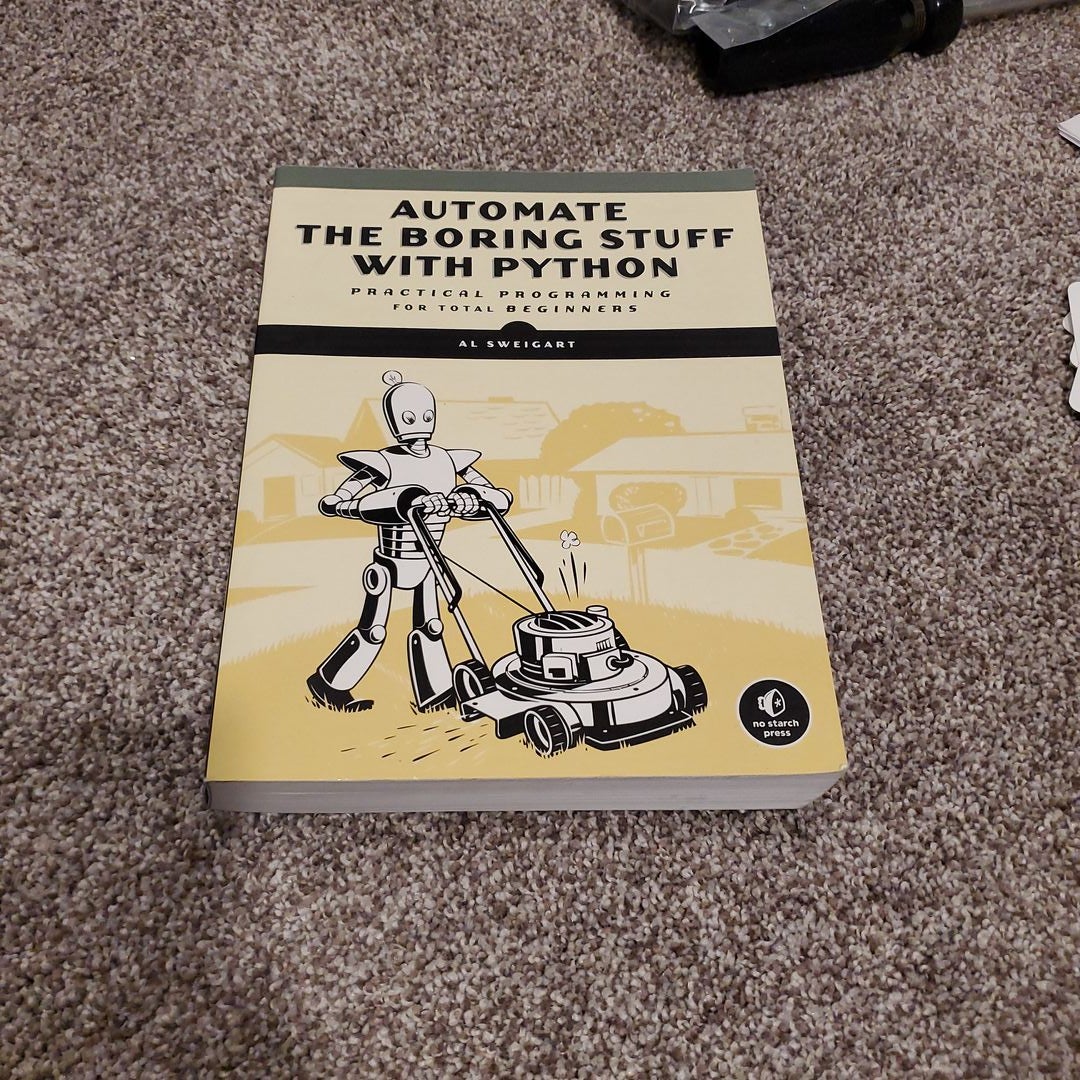 AUTOMATE
THE BORING STUFF
WITH PYTHON
PRACTICAL PROGRAMMING
FOR TOTAL BEGINNERS
AL SWEIGART
no starch
press